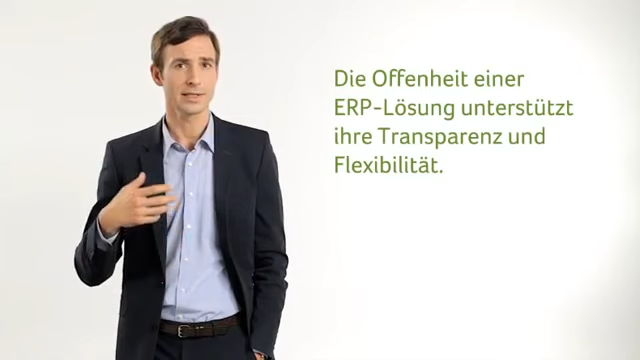 Die Offenheit einer
ERP-Lösung unterstützt
ihre Transparenz und
Flexibilität.